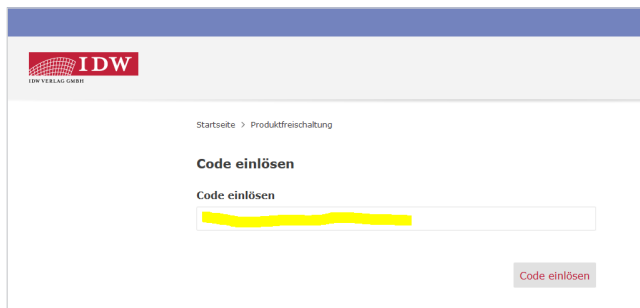 IDW
IDW VERLAG GMBH
Startseite > Produktfreischaltung
Code einlösen
Code einlösen
Code einlösen